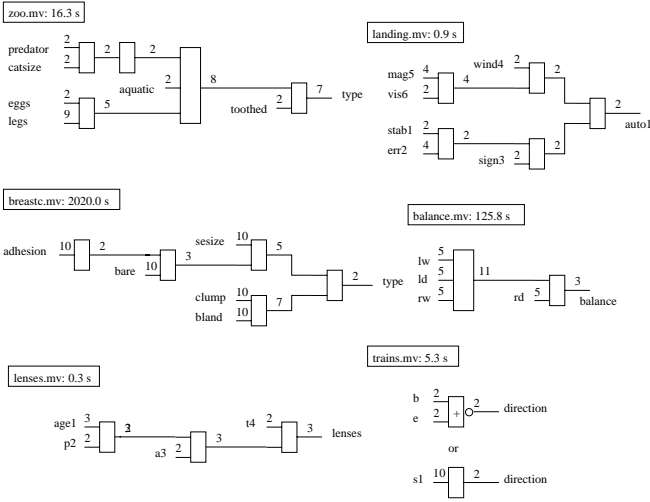 zoo.mv: 16.3 s
predator 2
catsize 2
2
2
aquatic 2
eggs 2
legs 9
5
8
toothed 2
7
type
landing.mv: 0.9 s
mag5 4
vis6 2
4
wind4 2
2
stab1 2
err2 4
2
sign3 2
2
2
auto1
breastc.mv: 2020.0 s
adhesion 10
2
bare 10
3
sesize 10
5
clump 10
bland 10
7
2
type
balance.mv: 125.8 s
lw 5
ld 5
rw 5
11
rd 5
3
balance
lenses.mv: 0.3 s
age1 3
p2 2
a3 2
3
t4 2
3
lenses
trains.mv: 5.3 s
b 2
e 2
+
2
direction
or
s1 10
2
direction